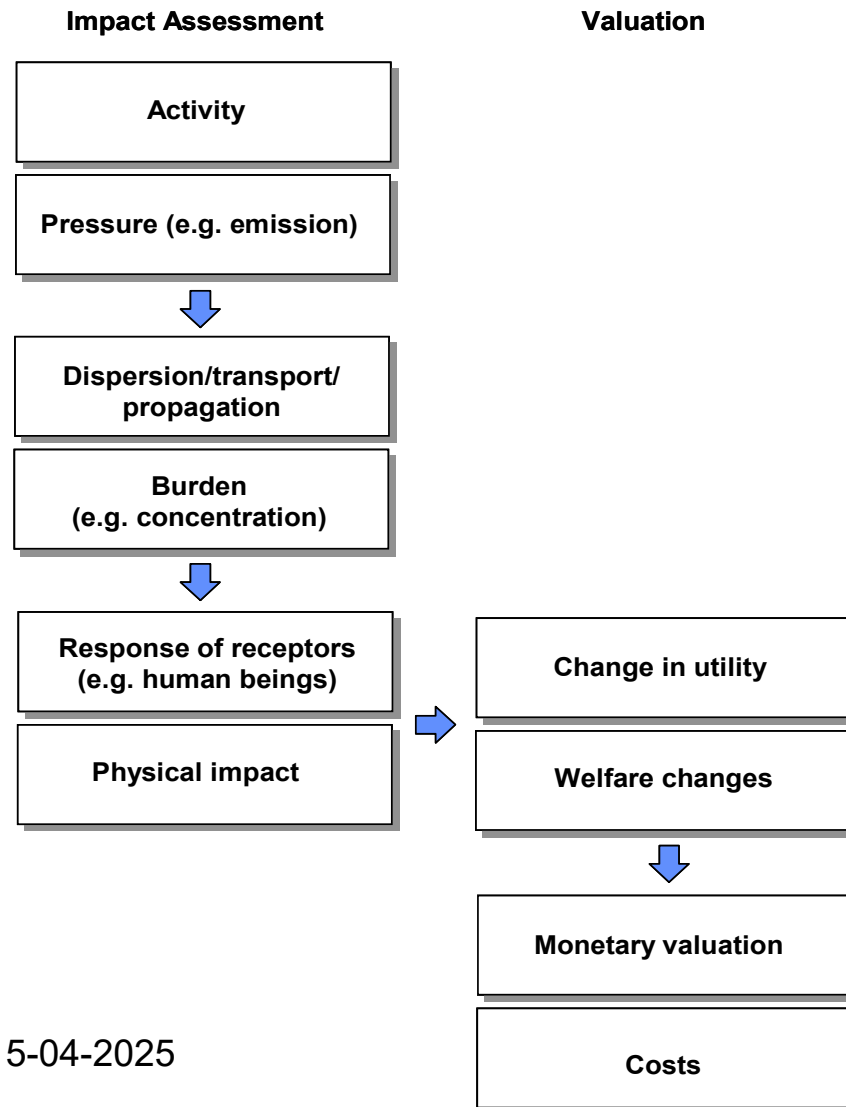 Impact Assessment
Valuation
Activity
Pressure (e.g. emission)
Dispersion/transport/
propagation
Burden
(e.g. concentration)
Response of receptors
(e.g. human beings)
Physical impact
Change in utility
Welfare changes
Monetary valuation
Costs
5-04-2025